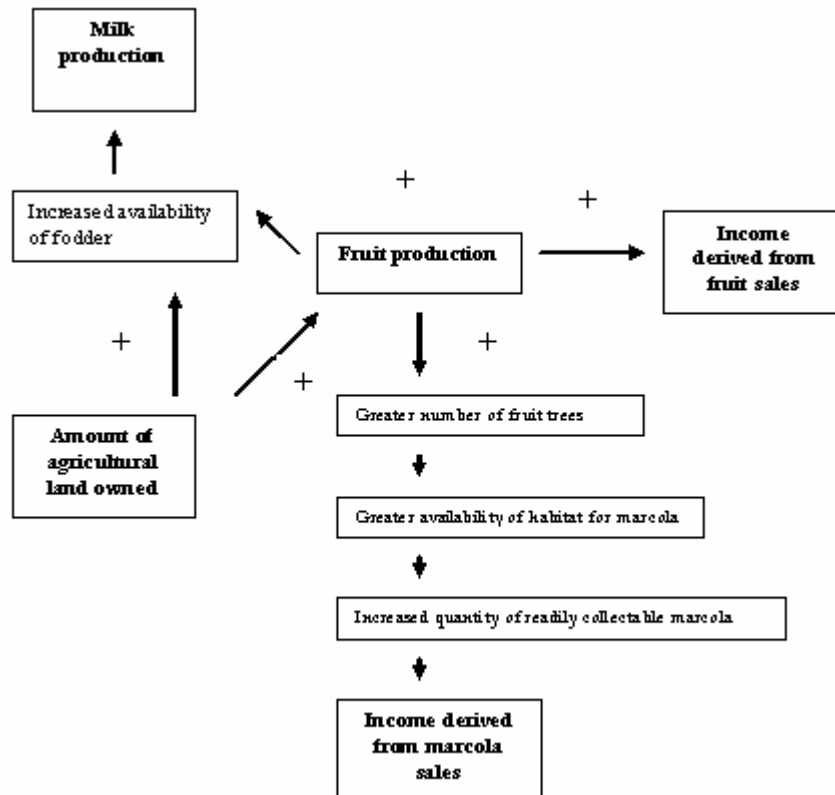 Milk
production
+
+
Increased availability
of fodder
Fruit production
Income
derived from
fruit sales
+
+
+
Amount of
agricultural
land owned
Greater number of fruit trees
Greater availability of habitat for marcola
Increased quantity of readily collectable marcola
Income derived
from marcola
sales